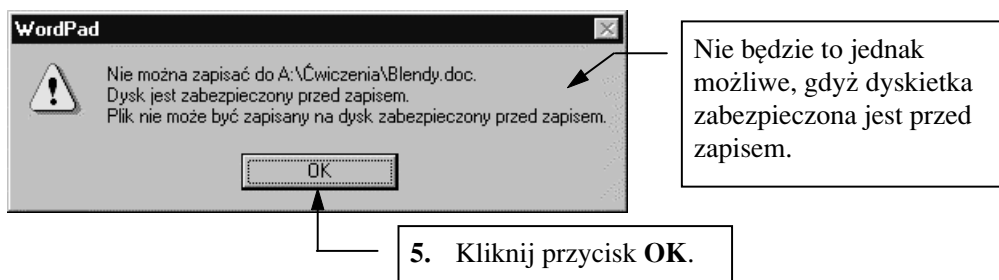 WordPad
Nie można zapisać do A:\Ćwiczenia\Blendy.doc.
Dysk jest zabezpieczony przed zapisem.
Plik nie może być zapisany na dysk zabezpieczony przed zapisem.
OK
Nie będzie to jednak
możliwe, gdyż dyskietka
zabezpieczona jest przed
zapisem.
5. Kliknij przycisk OK.